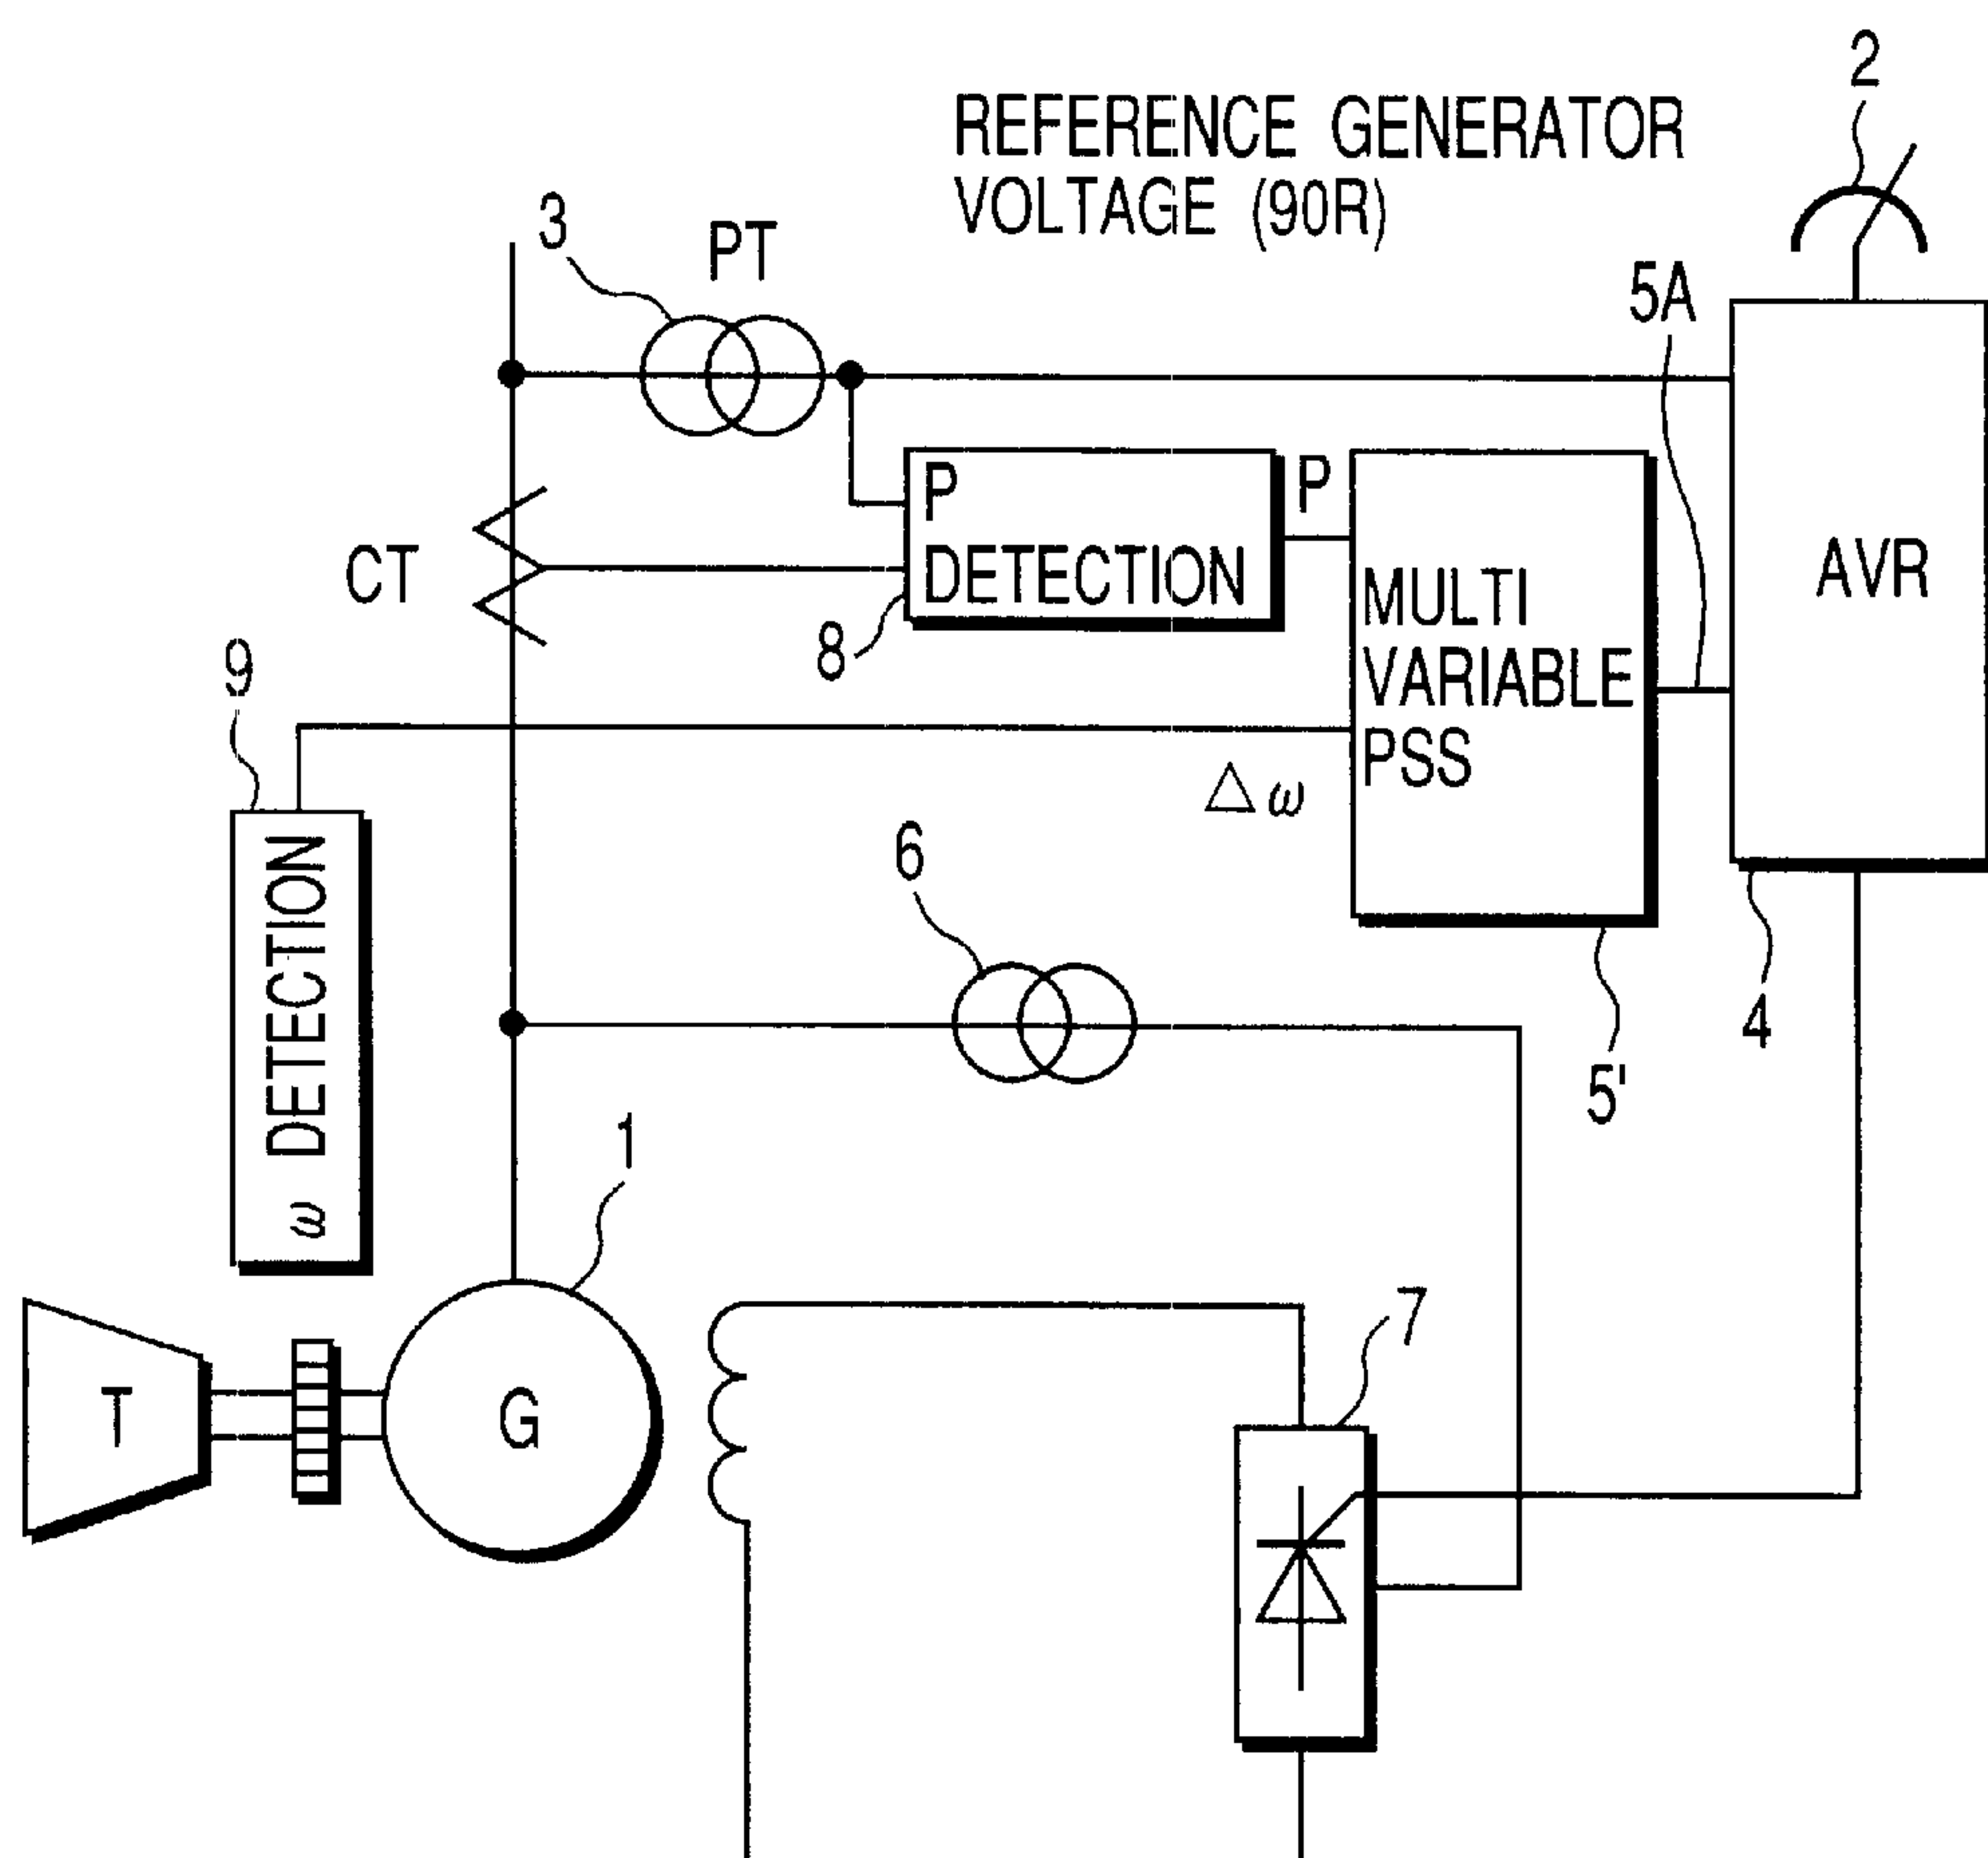 2
REFERENCE GENERATOR
VOLTAGE (90R)
3
PT
5A
P
DETECTION
P
CT
AVR
MULTI
VARIABLE
PSS
8
9
Δω
6
ω DETECTION
4
5'
1
7
T
G